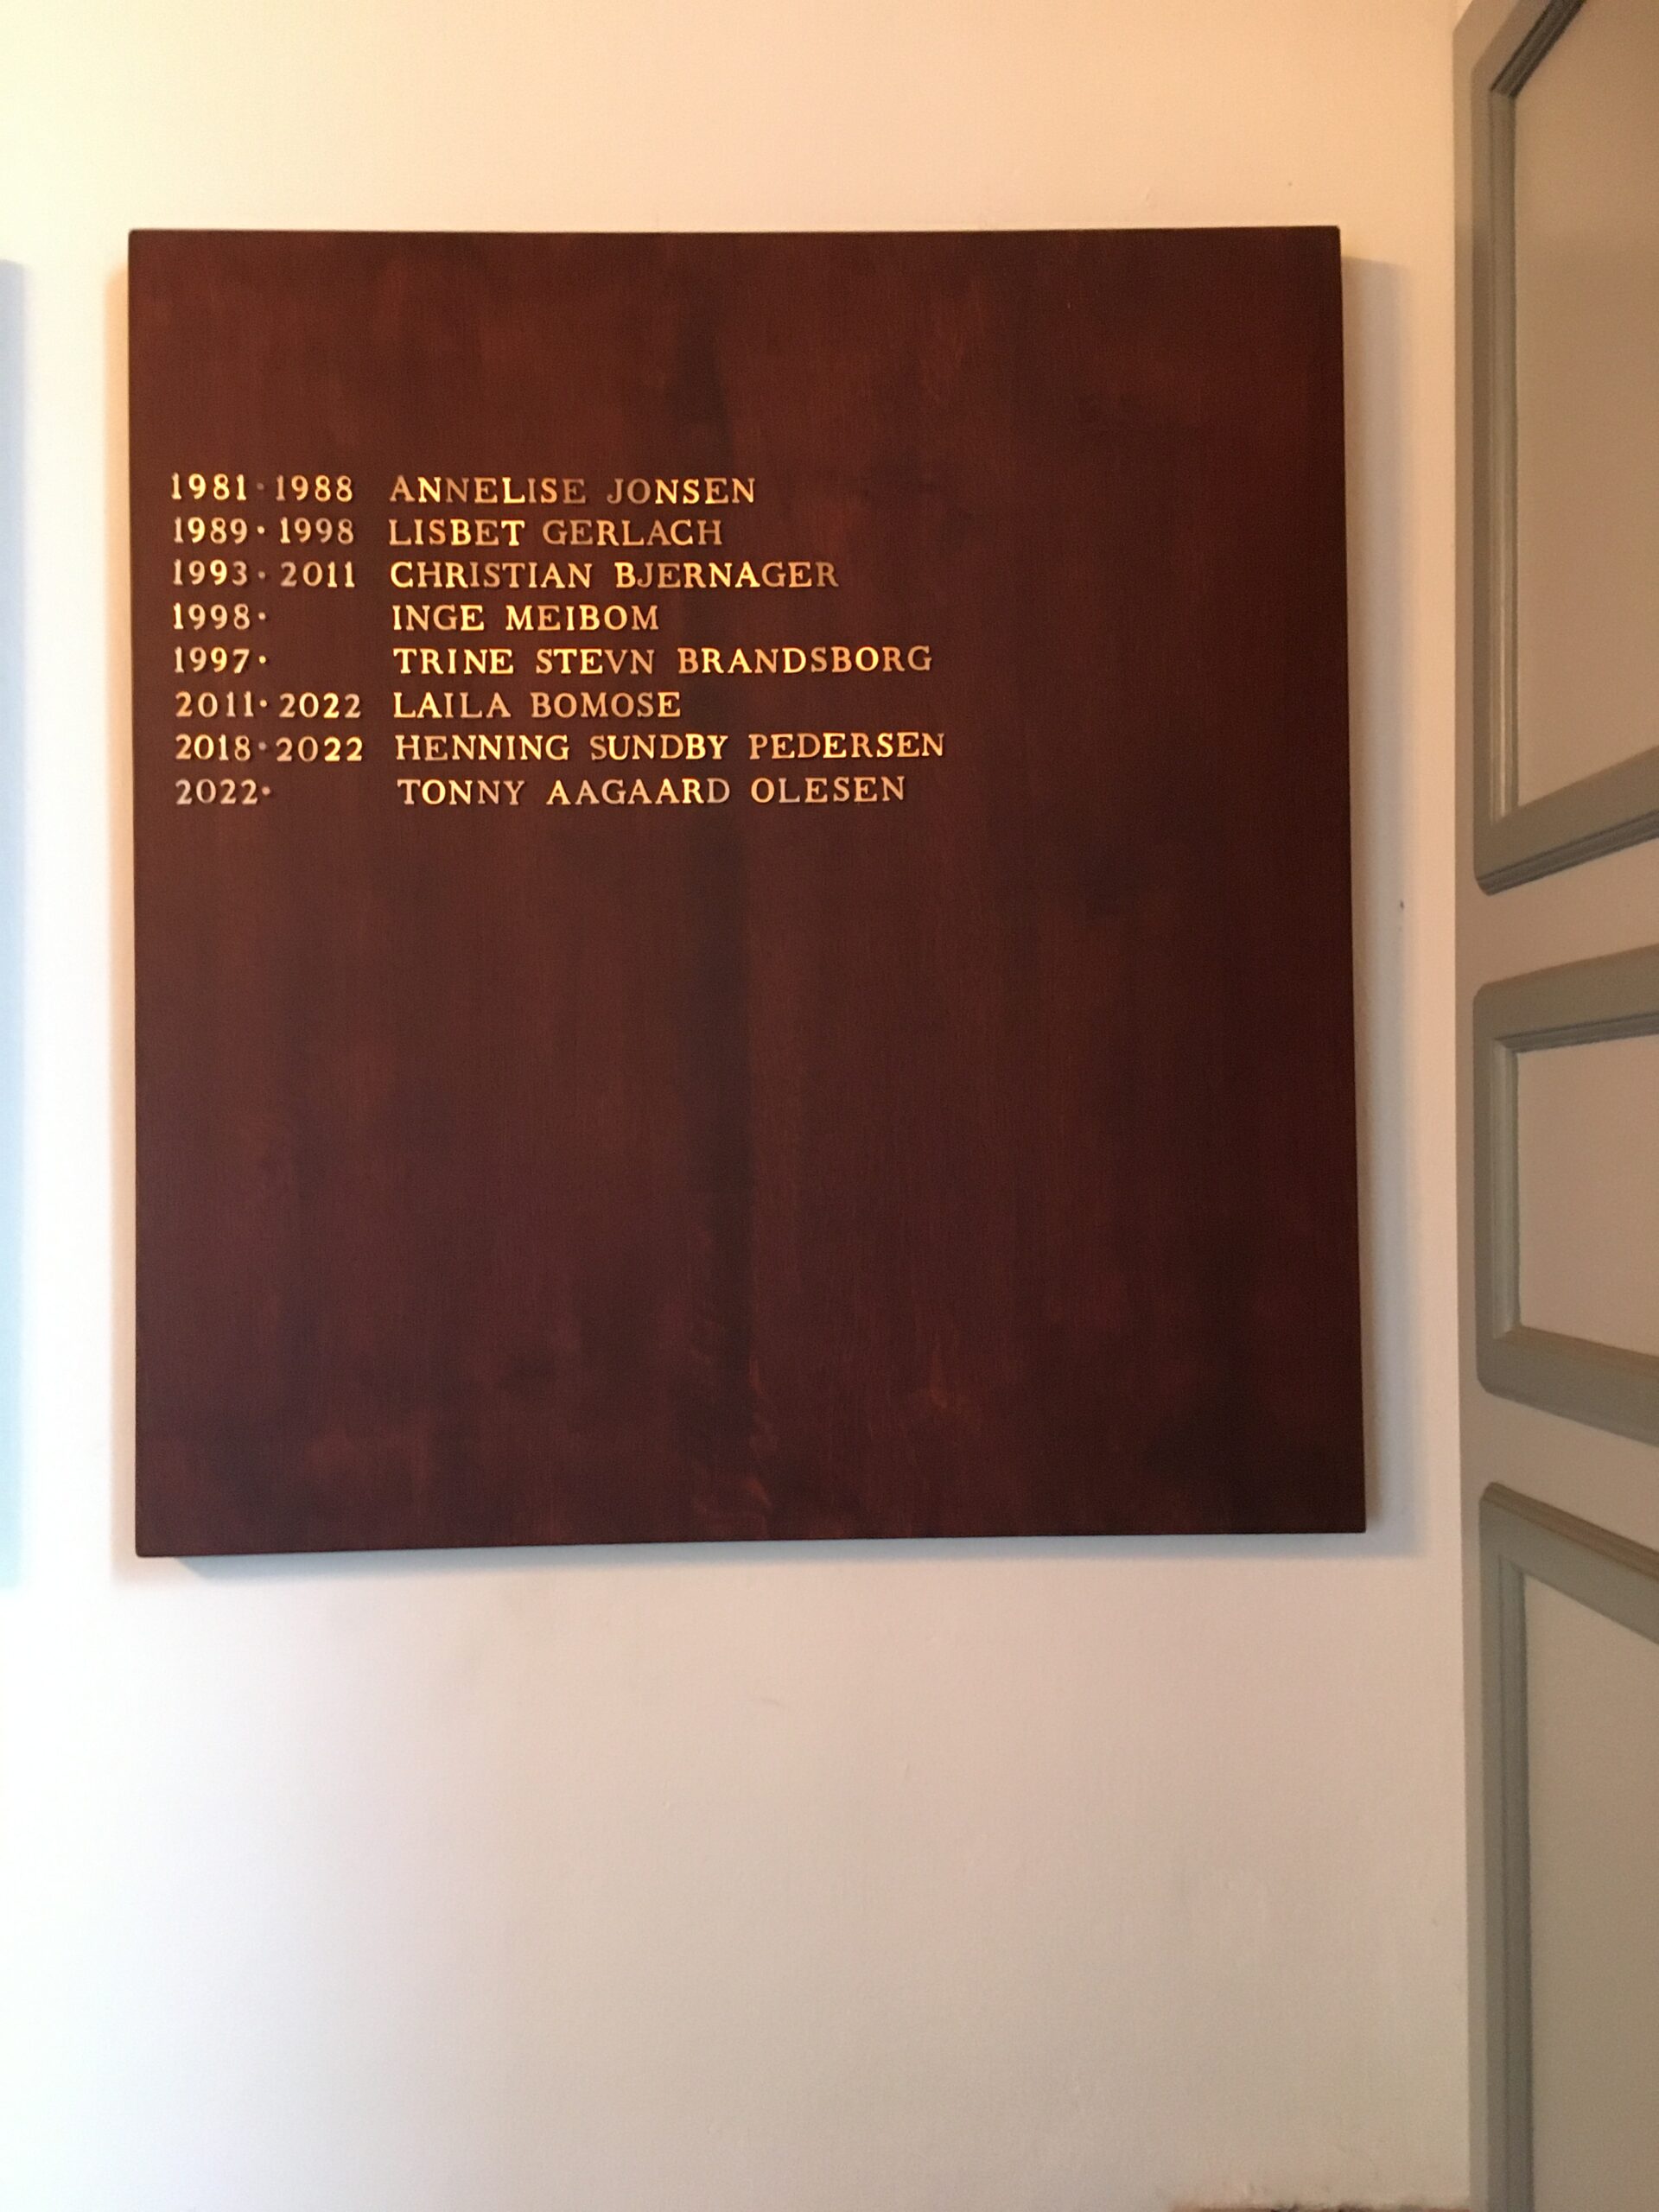 1981·1988 ANNELISE JONSEN
1989·1998 LISBET GERLACH
1993·2011 CHRISTIAN BJERNAGER
1998· INGE MEIBOM
1997· TRINE STEVN BRANDSBORG
2011·2022 LAILA BOMOSE
2018·2022 HENNING SUNDBY PEDERSEN
2022· TONNY AAGAARD OLESEN